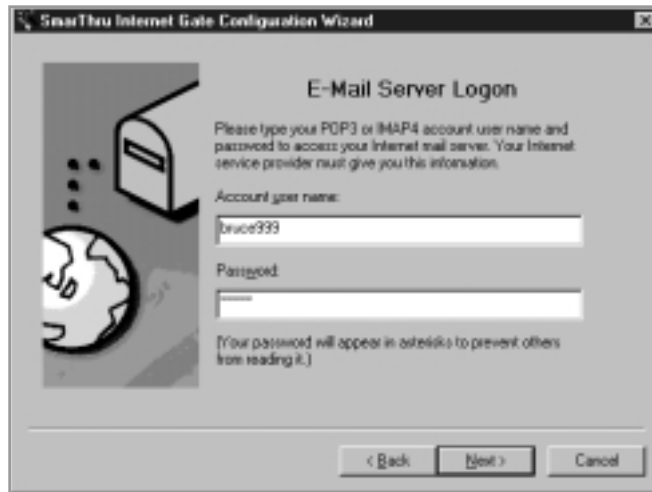 SmarThru Internet Gate Configuration Wizard
E-Mail Server Logon
Please type your POP3 or IMAP4 account user name and
password to access your Internet mail server. Your Internet
service provider must give you this information.
Account user name:
bruce999
Password:
(Your password will appear in asterisks to prevent others
from reading it.)
< Back
Next >
Cancel